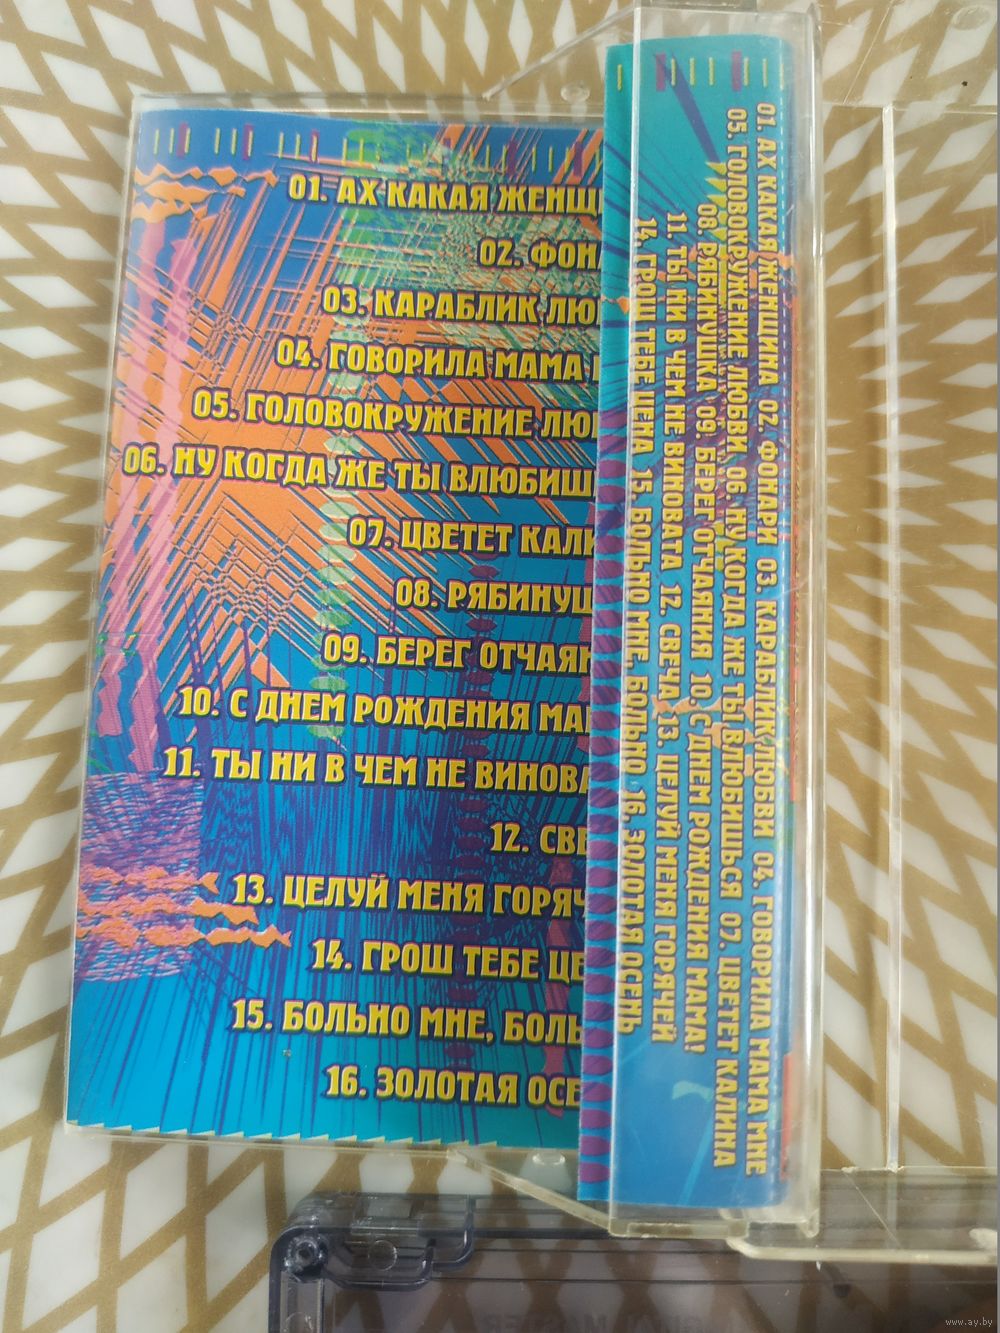 01. АХ КАКАЯ ЖЕНЩ
02. ФОНА
03. КАРАБЛИК ЛЮ
04. ГОВОРИЛА МАМА
05. ГОЛОВОКРУЖЕНИЕ ЛЮ
06. НУ КОГДА ЖЕ ТЫ ВЛЮБИШ
07. ЦВЕТЕТ КАЛИ
08. РЯБИНУШ
09. БЕРЕГ ОТЧАЯН
10. С ДНЕМ РОЖДЕНИЯ МА
11. ТЫ НИ В ЧЕМ НЕ ВИНОВА
12. СВЕ
13. ЦЕЛУЙ МЕНЯ ГОРЯЧ
14. ГРОШ ТЕБЕ ЦЕ
15. БОЛЬНО МНЕ, БОЛЬ
16. ЗОЛОТАЯ ОСЕ
01. АХ КАКАЯ ЖЕНЩИНА 02. ФОНАРИ 03. КАРАБЛИК ЛЮБВИ 04. ГОВОРИЛА МАМА МНЕ
05. ГОЛОВОКРУЖЕНИЕ ЛЮБВИ 06. НУ КОГДА ЖЕ ТЫ ВЛЮБИШЬСЯ 07. ЦВЕТЕТ КАЛИНА
08. РЯБИНУШКА 09. БЕРЕГ ОТЧАЯНИЯ 10. С ДНЕМ РОЖДЕНИЯ МАМА!
11. ТЫ НИ В ЧЕМ НЕ ВИНОВАТА 12. СВЕЧА 13. ЦЕЛУЙ МЕНЯ ГОРЯЧЕЙ
14. ГРОШ ТЕБЕ ЦЕНА 15. БОЛЬНО МНЕ, БОЛЬНО 16. ЗОЛОТАЯ ОСЕНЬ
www.ay.by